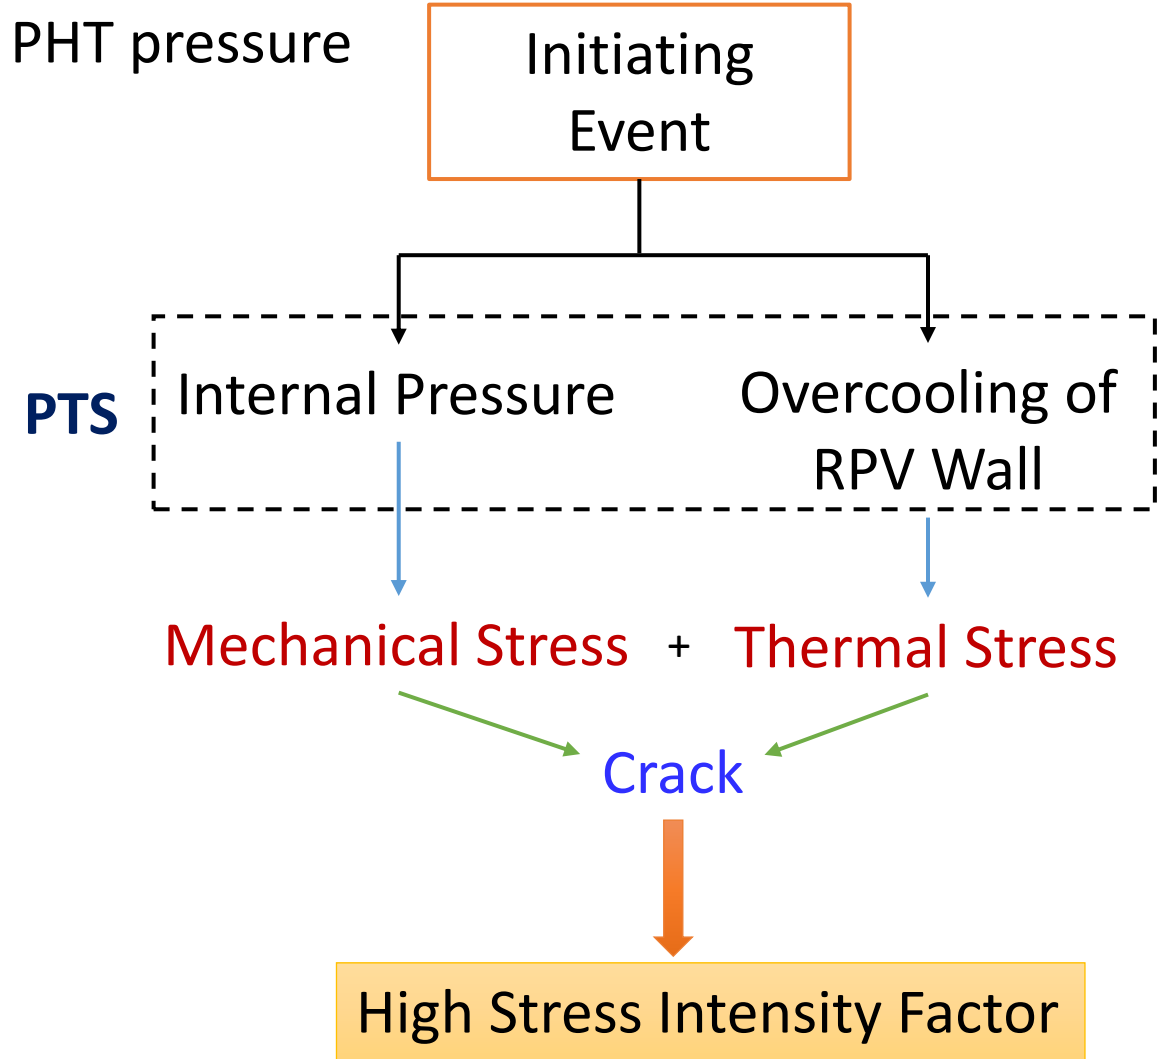 PHT pressure
Initiating
Event
PTS
Internal Pressure
Overcooling of
RPV Wall
Mechanical Stress + Thermal Stress
Crack
High Stress Intensity Factor